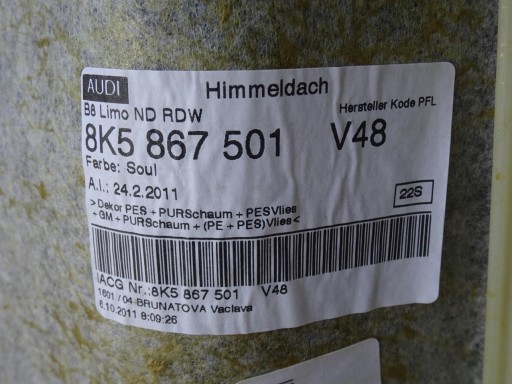 AUDI
Himmeldach
B8 Limo ND RDW
Hersteller Kode PFL
8K5 867 501
V48
Farbe: Soul
A.I.: 24.2.2011
22S
>Dekor PES + PURSchaum + PESVlies
+GM + PURSchaum + (PE + PES)Vlies<
IACG Nr.:8K5 867 501 V48
1601 / 04 BRUNATOVA Vaclava
6.10.2011 8:09:26